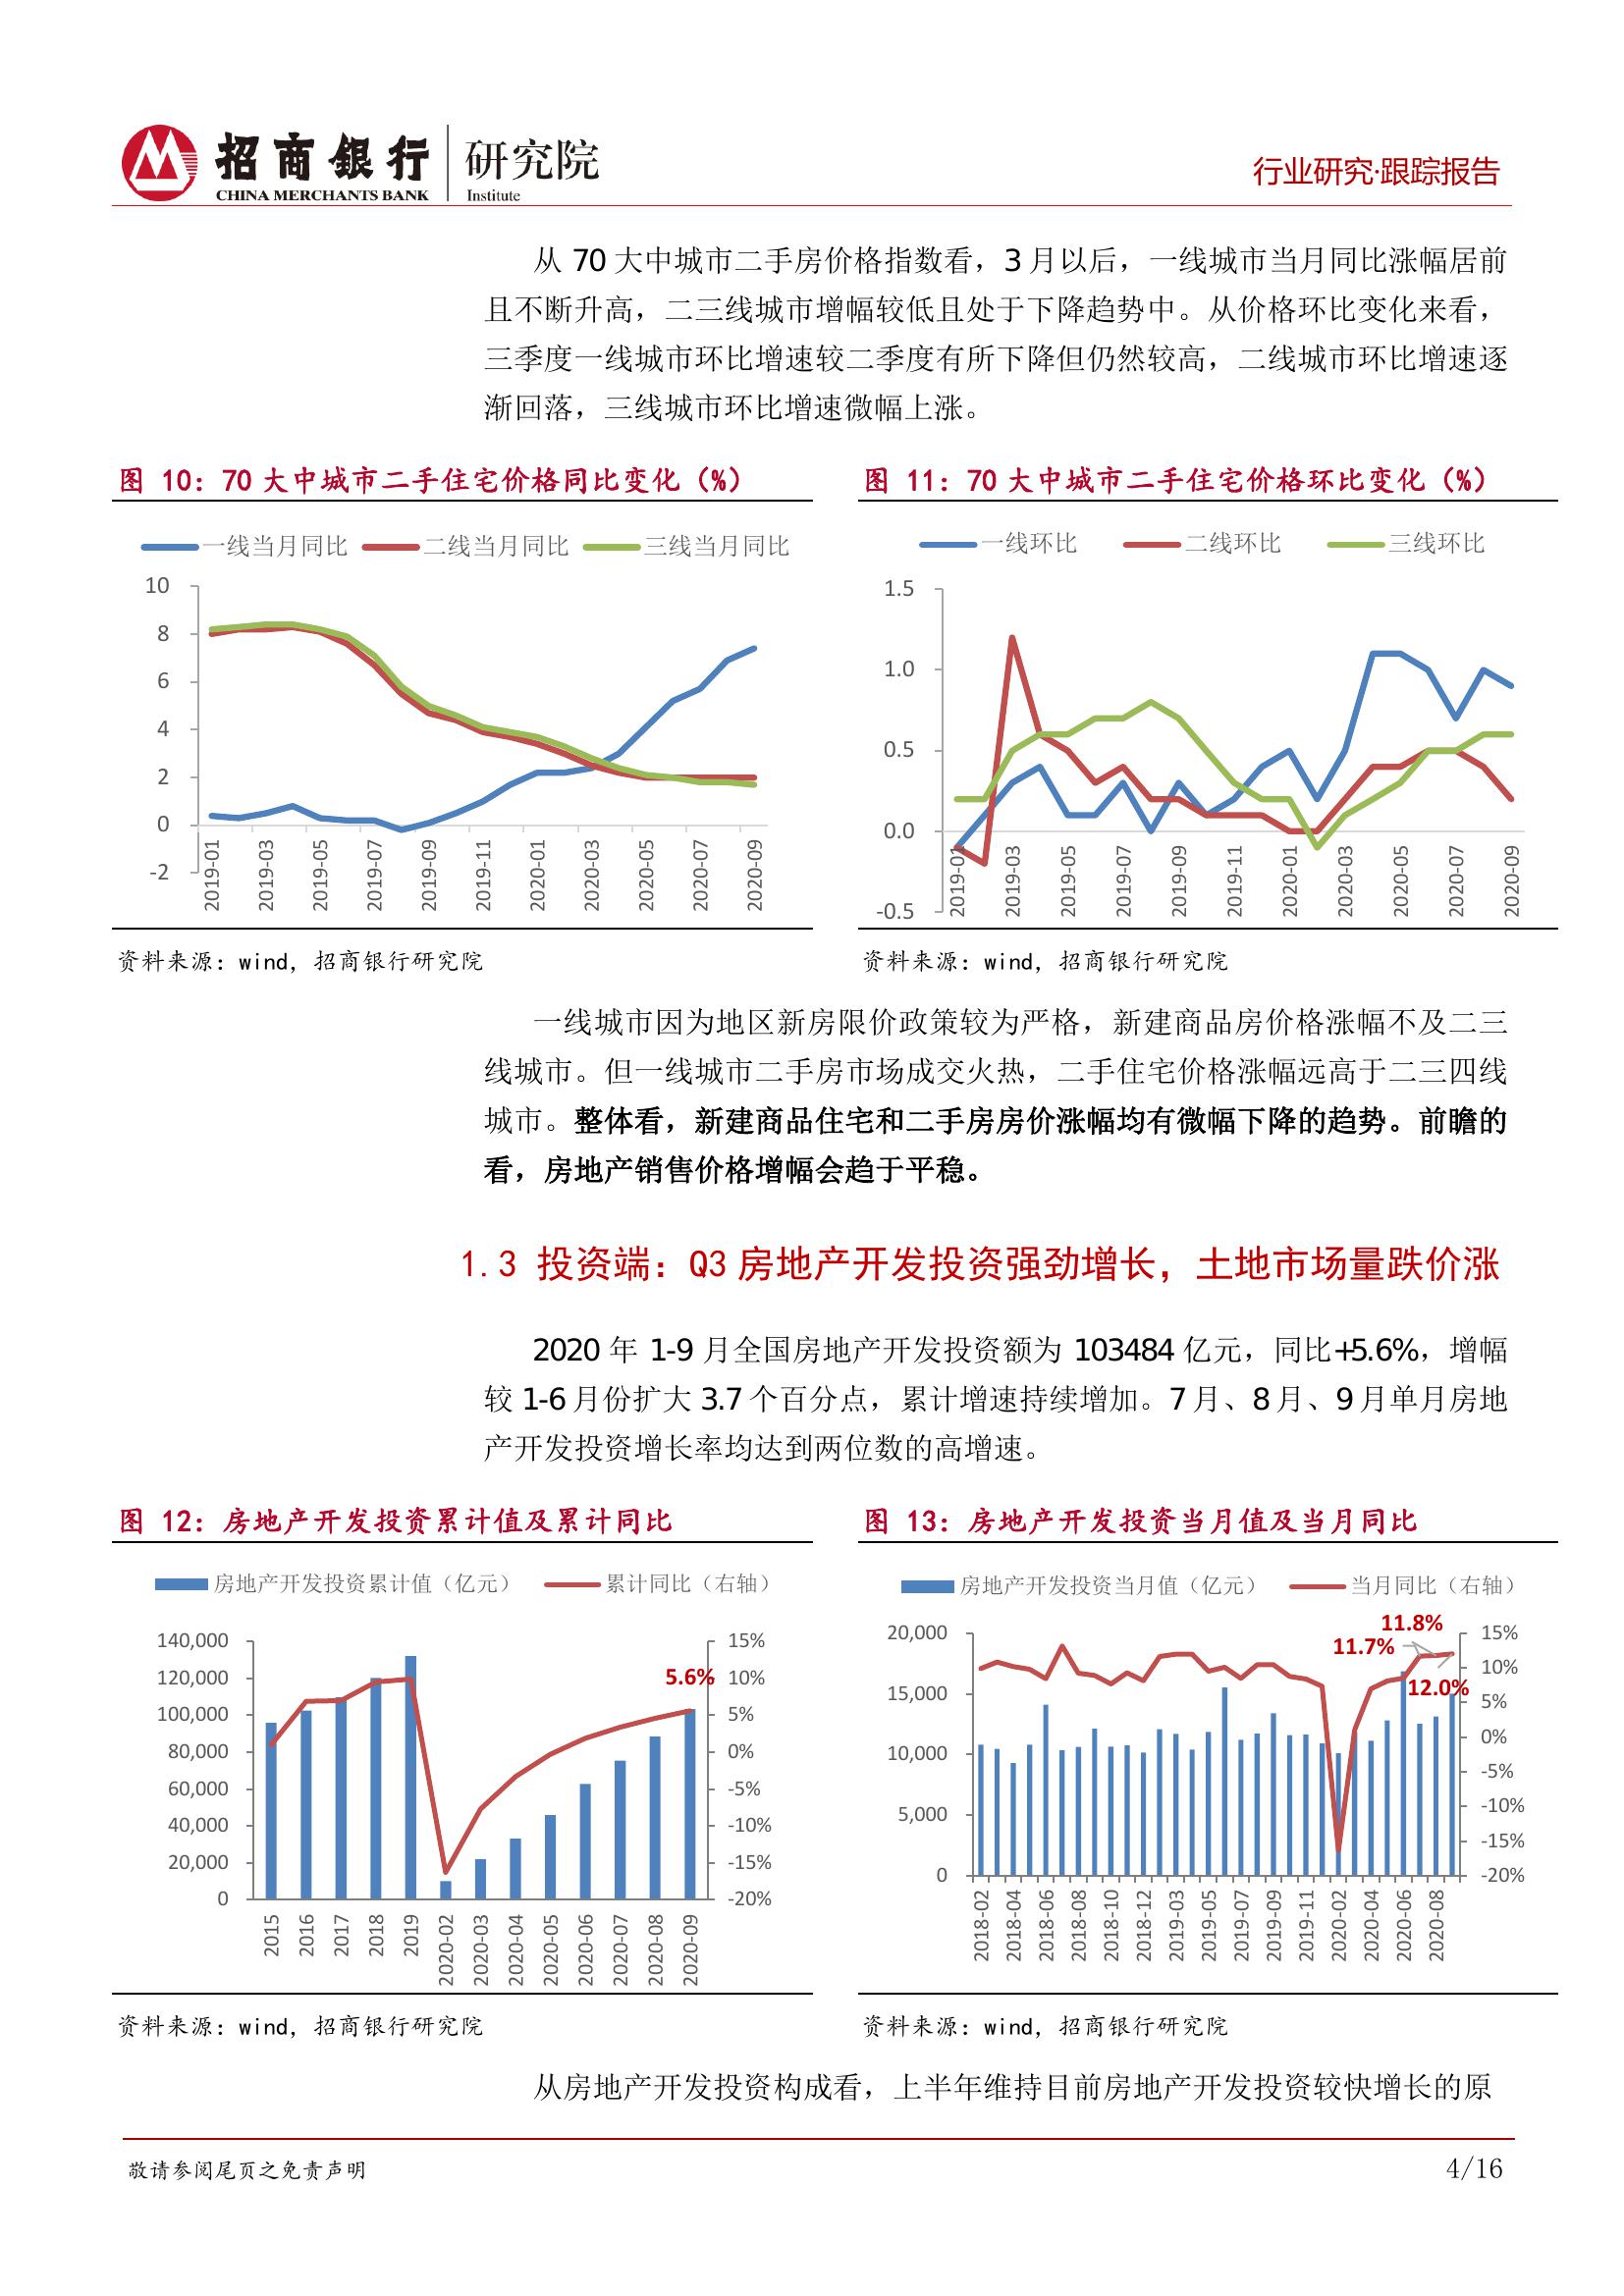 招商银行 研究院
CHINA MERCHANTS BANK Institute
行业研究·跟踪报告
从 70 大中城市二手房价格指数看，3 月以后，一线城市当月同比涨幅居前
且不断升高，二三线城市增幅较低且处于下降趋势中。从价格环比变化来看，
三季度一线城市环比增速较二季度有所下降但仍然较高，二线城市环比增速逐
渐回落，三线城市环比增速微幅上涨。
图 10：70 大中城市二手住宅价格同比变化（%）
一线当月同比 二线当月同比 三线当月同比
10
8
6
4
2
0
-2
2019-01 2019-03 2019-05 2019-07 2019-09 2019-11 2020-01 2020-03 2020-05 2020-07 2020-09
资料来源：wind，招商银行研究院
图 11：70 大中城市二手住宅价格环比变化（%）
一线环比 二线环比 三线环比
1.5
1.0
0.5
0.0
-0.5
2019-01 2019-03 2019-05 2019-07 2019-09 2019-11 2020-01 2020-03 2020-05 2020-07 2020-09
资料来源：wind，招商银行研究院
一线城市因为地区新房限价政策较为严格，新建商品房价格涨幅不及二三
线城市。但一线城市二手房市场成交火热，二手住宅价格涨幅远高于二三四线
城市。整体看，新建商品住宅和二手房房价涨幅均有微幅下降的趋势。前瞻的
看，房地产销售价格增幅会趋于平稳。
1.3 投资端：Q3 房地产开发投资强劲增长，土地市场量跌价涨
2020 年 1-9 月全国房地产开发投资额为 103484 亿元，同比+5.6%，增幅
较 1-6 月份扩大 3.7 个百分点，累计增速持续增加。7 月、8 月、9 月单月房地
产开发投资增长率均达到两位数的高增速。
图 12：房地产开发投资累计值及累计同比
房地产开发投资累计值（亿元） 累计同比（右轴）
140,000
120,000
100,000
80,000
60,000
40,000
20,000
0
5.6%
15%
10%
5%
0%
-5%
-10%
-15%
-20%
2015 2016 2017 2018 2019 2020-02 2020-03 2020-04 2020-05 2020-06 2020-07 2020-08 2020-09
资料来源：wind，招商银行研究院
图 13：房地产开发投资当月值及当月同比
房地产开发投资当月值（亿元） 当月同比（右轴）
20,000
15,000
10,000
5,000
0
11.8%
11.7%
12.0%
15%
10%
5%
0%
-5%
-10%
-15%
-20%
2018-02 2018-04 2018-06 2018-08 2018-10 2018-12 2019-03 2019-05 2019-07 2019-09 2019-11 2020-02 2020-04 2020-06 2020-08
资料来源：wind，招商银行研究院
从房地产开发投资构成看，上半年维持目前房地产开发投资较快增长的原
敬请参阅尾页之免责声明
4/16